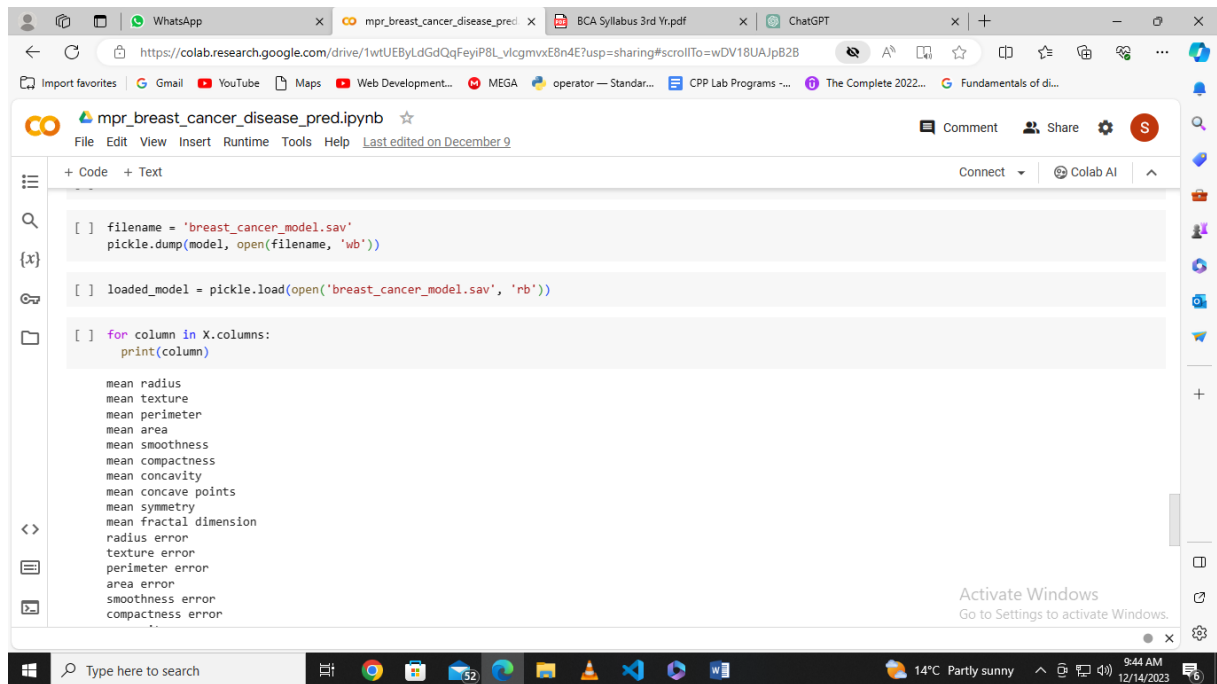 WhatsApp
mpr_breast_cancer_disease_pred
BCA Syllabus 3rd Yr.pdf
ChatGPT
https://colab.research.google.com/drive/1wtUEByLdGdQqFeyiP8L_vlcgmvxE8n4E?usp=sharing#scrollTo=wDV18UAJpB2B
Import favorites
Gmail
YouTube
Maps
Web Development...
MEGA
operator — Standar...
CPP Lab Programs -...
The Complete 2022...
Fundamentals of di...
mpr_breast_cancer_disease_pred.ipynb
Comment
Share
S
File Edit View Insert Runtime Tools Help Last edited on December 9
+ Code + Text
Connect
Colab AI
[ ] filename = 'breast_cancer_model.sav'
pickle.dump(model, open(filename, 'wb'))
{x}
[ ] loaded_model = pickle.load(open('breast_cancer_model.sav', 'rb'))
[ ] for column in X.columns:
print(column)
mean radius
mean texture
mean perimeter
mean area
mean smoothness
mean compactness
mean concavity
mean concave points
mean symmetry
mean fractal dimension
radius error
texture error
perimeter error
area error
smoothness error
compactness error
Activate Windows
Go to Settings to activate Windows.
Type here to search
52
14°C Partly sunny
9:44 AM
12/14/2023
6